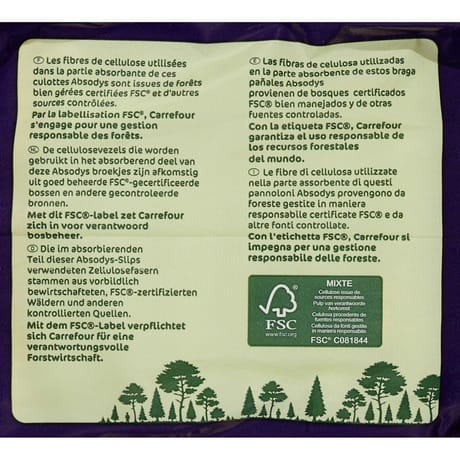 Ⓕ Les fibres de cellulose utilisées
dans la partie absorbante de ces
culottes Absodys sont issues de forêts
bien gérées certifiées FSC® et d'autres
sources contrôlées.
Par la labellisation FSC®, Carrefour
s'engage pour une gestion
responsable des forêts.
De cellulosevezels die worden
gebruikt in het absorberend deel van
deze Absodys broekjes zijn afkomstig
uit goed beheerde FSC®-gecertificeerde
bossen en andere gecontroleerde
bronnen.
Met dit FSC®-label zet Carrefour
zich in voor verantwoord
bosbeheer.
Die im absorbierenden
Teil dieser Absodys-Slips
verwendeten Zellulosefasern
stammen aus vorbildlich
bewirtschafteten, FSC®-zertifizierten
Wäldern und anderen
kontrollierten Quellen.
Mit dem FSC®-Label verpflichtet
sich Carrefour für eine
verantwortungsvolle
Forstwirtschaft.
Ⓔ Las fibras de celulosa utilizadas
en la parte absorbente de estos braga
pañales Absodys
provienen de bosques certificados
FSC® bien manejados y de otras
fuentes controladas.
Con la etiqueta FSC®, Carrefour
garantiza el uso responsable de
los recursos forestales
del mundo.
Ⓘ Le fibre di cellulosa utilizzate
nella parte assorbente di questi
pannoloni Absodys provengono da
foreste gestite in maniera
responsabile certificate FSC® e da
altre fonti controllate.
Con l'etichetta FSC®, Carrefour si
impegna per una gestione
responsabile delle foreste.
FSC
www.fsc.org
MIXTE
Cellulose issue de
sources responsables
Pulp van verantwoorde
herkomst
Celulosa procedente de
fuentes responsables
Cellulosa da fonti gestite
in maniera responsabile
FSC® C081844